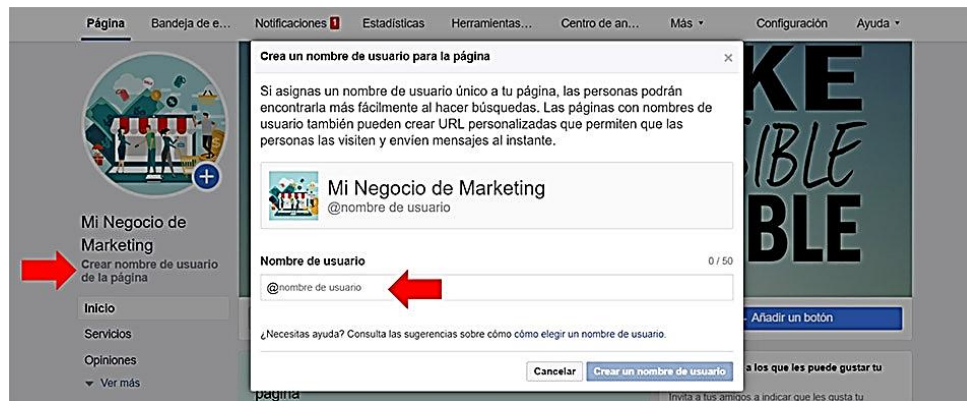 Página Bandeja de e... Notificaciones 1 Estadísticas Herramientas... Centro de an... Más Configuración Ayuda
Crea un nombre de usuario para la página ×
Si asignas un nombre de usuario único a tu página, las personas podrán
encontrarla más fácilmente al hacer búsquedas. Las páginas con nombres de
usuario también pueden crear URL personalizadas que permiten que las
personas las visiten y envíen mensajes al instante.
Mi Negocio de Marketing
@nombre de usuario
Nombre de usuario 0 / 50
@nombre de usuario
¿Necesitas ayuda? Consulta las sugerencias sobre cómo cómo elegir un nombre de usuario.
Cancelar Crear un nombre de usuario
Mi Negocio de
Marketing
Crear nombre de usuario
de la página
Inicio
Servicios
Opiniones
Ver más
KE
IBLE
BLE
Añadir un botón
a los que les puede gustar tu
Invita a tus amigos a indicar que les gusta tu
página